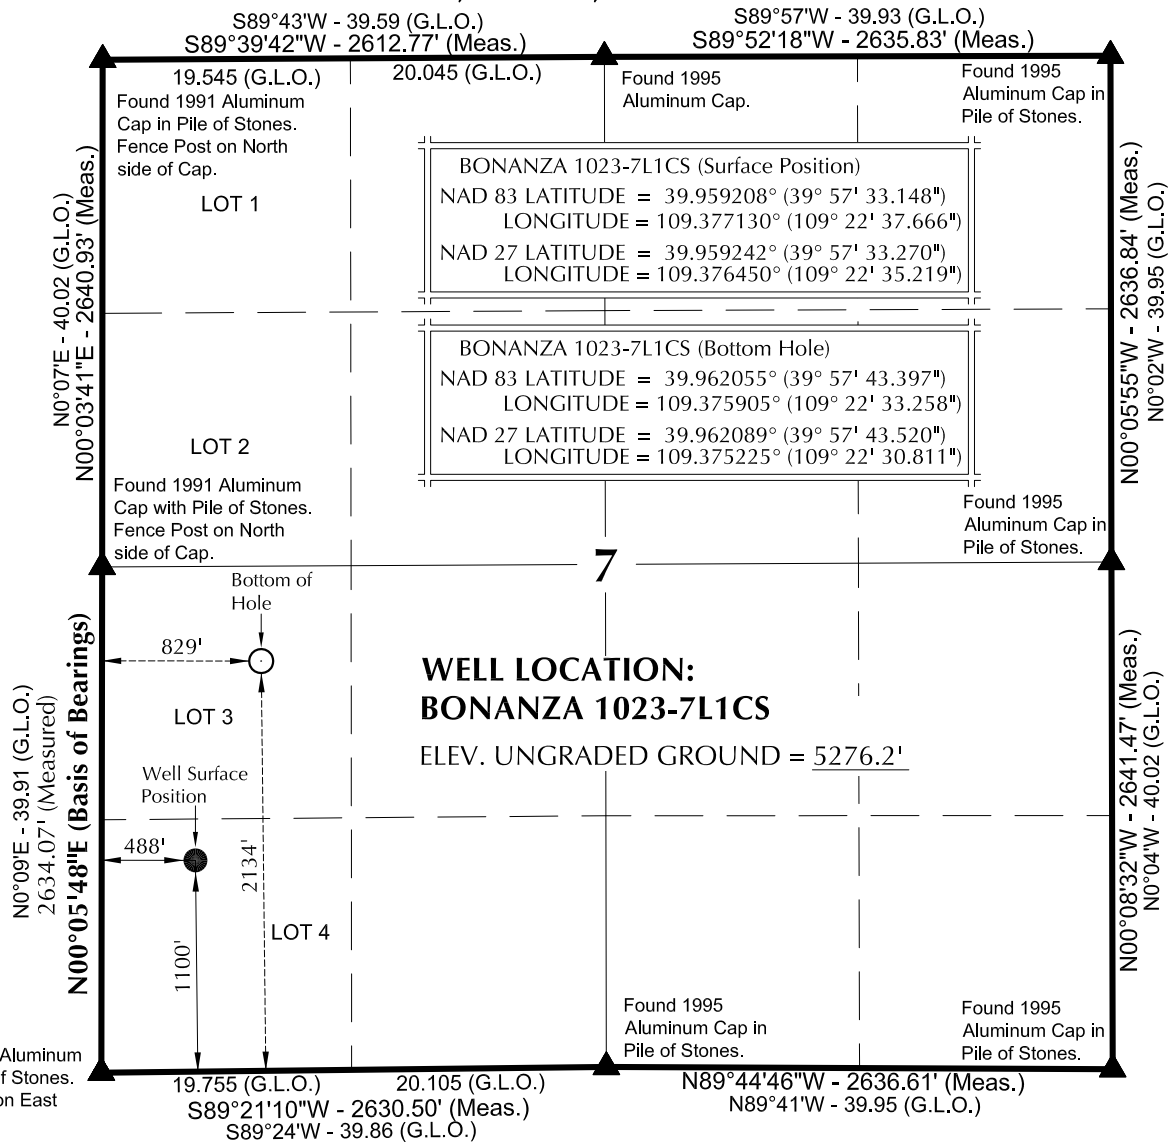 S89°43'W - 39.59 (G.L.O.)
S89°39'42"W - 2612.77' (Meas.)
S89°57'W - 39.93 (G.L.O.)
S89°52'18"W - 2635.83' (Meas.)
19.545 (G.L.O.)
20.045 (G.L.O.)
Found 1991 Aluminum
Cap in Pile of Stones.
Fence Post on North
side of Cap.
Found 1995
Aluminum Cap.
Found 1995
Aluminum Cap in
Pile of Stones.
LOT 1
N0°07'E - 40.02 (G.L.O.)
N00°03'41"E - 2640.93' (Meas.)
BONANZA 1023-7L1CS (Surface Position)
NAD 83 LATITUDE = 39.959208° (39° 57' 33.148")
LONGITUDE = 109.377130° (109° 22' 37.666")
NAD 27 LATITUDE = 39.959242° (39° 57' 33.270")
LONGITUDE = 109.376450° (109° 22' 35.219")
N00°05'55"W - 2636.84' (Meas.)
N0°02'W - 39.95 (G.L.O.)
BONANZA 1023-7L1CS (Bottom Hole)
NAD 83 LATITUDE = 39.962055° (39° 57' 43.397")
LONGITUDE = 109.375905° (109° 22' 33.258")
NAD 27 LATITUDE = 39.962089° (39° 57' 43.520")
LONGITUDE = 109.375225° (109° 22' 30.811")
LOT 2
Found 1991 Aluminum
Cap with Pile of Stones.
Fence Post on North
side of Cap.
Found 1995
Aluminum Cap in
Pile of Stones.
7
Bottom of
Hole
829'
LOT 3
WELL LOCATION:
BONANZA 1023-7L1CS
ELEV. UNGRADED GROUND = 5276.2'
N0°09'E - 39.91 (G.L.O.)
2634.07' (Measured)
N00°05'48"E (Basis of Bearings)
Well Surface
Position
488'
2134'
1100'
LOT 4
N00°08'32"W - 2641.47' (Meas.)
N0°04'W - 40.02 (G.L.O.)
Found 1995
Aluminum Cap in
Pile of Stones.
Found 1995
Aluminum Cap in
Pile of Stones.
Aluminum
f Stones.
on East
19.755 (G.L.O.)
20.105 (G.L.O.)
S89°21'10"W - 2630.50' (Meas.)
S89°24'W - 39.86 (G.L.O.)
N89°44'46"W - 2636.61' (Meas.)
N89°41'W - 39.95 (G.L.O.)